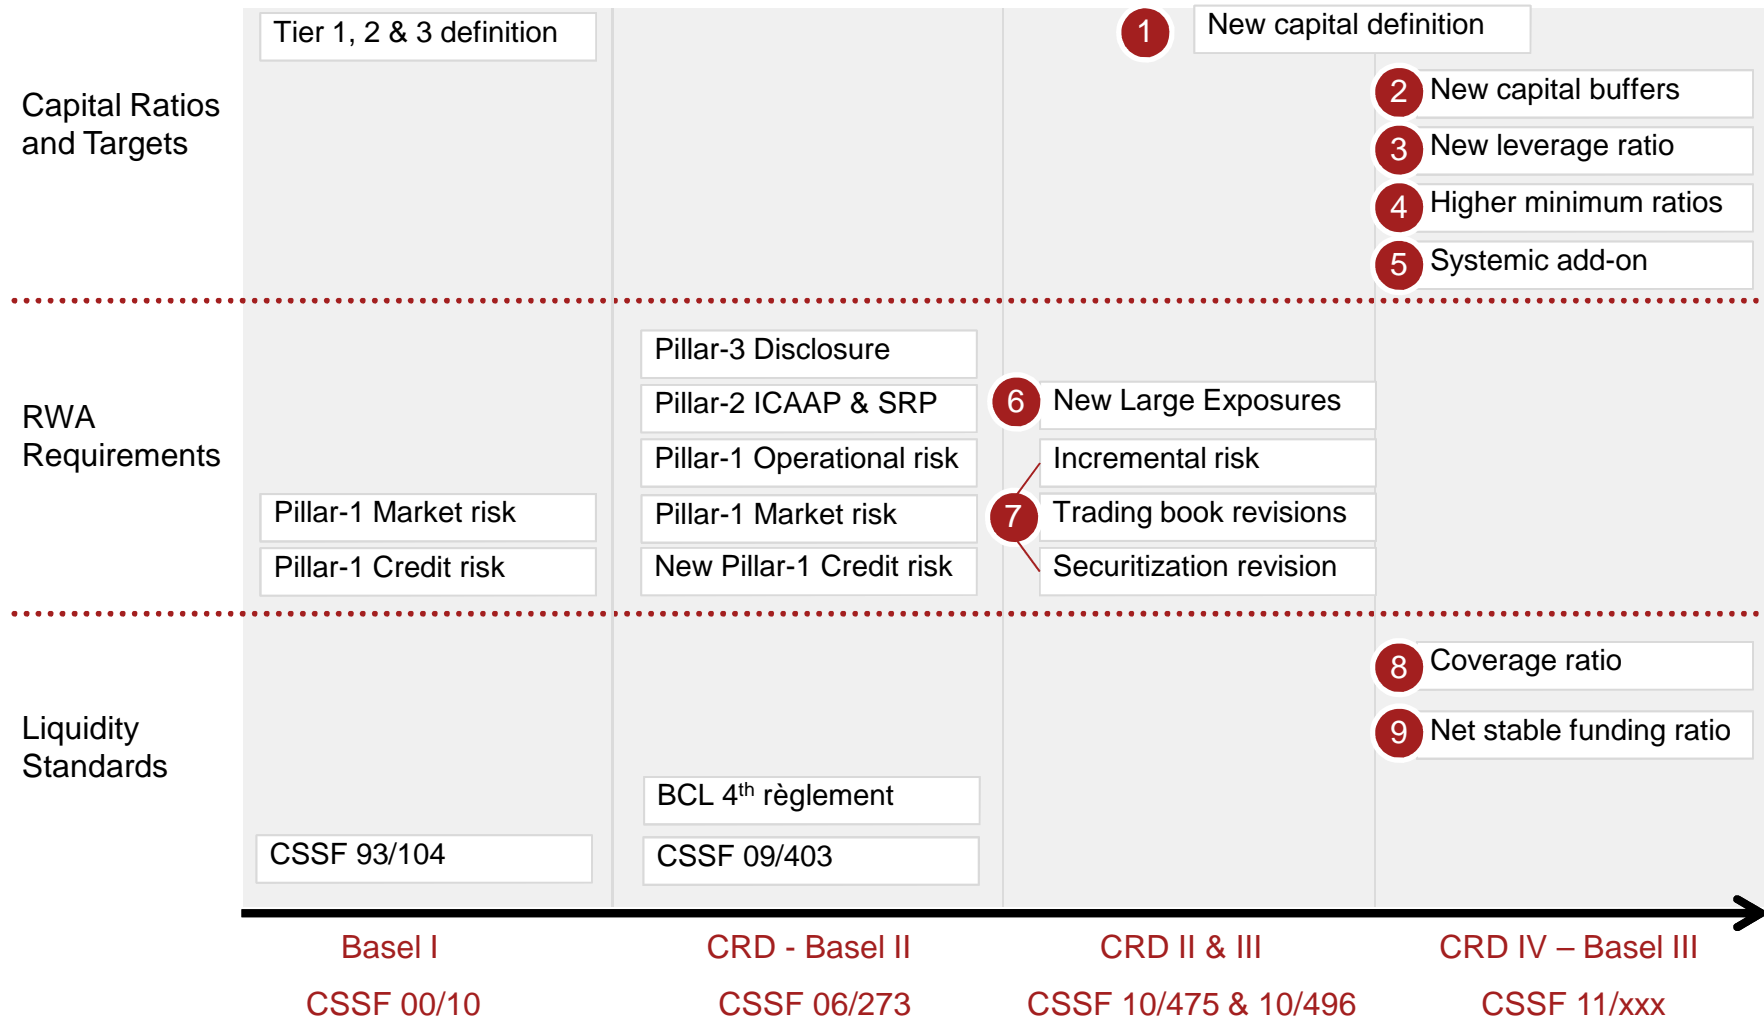 Tier 1, 2 & 3 definition
1 New capital definition
Capital Ratios
and Targets
2 New capital buffers
3 New leverage ratio
4 Higher minimum ratios
5 Systemic add-on
RWA
Requirements
Pillar-3 Disclosure
Pillar-2 ICAAP & SRP
6 New Large Exposures
Pillar-1 Operational risk
Incremental risk
Pillar-1 Market risk
Pillar-1 Market risk
7 Trading book revisions
Pillar-1 Credit risk
New Pillar-1 Credit risk
Securitization revision
Liquidity
Standards
8 Coverage ratio
9 Net stable funding ratio
BCL 4th règlement
CSSF 93/104
CSSF 09/403
Basel I
CRD - Basel II
CRD II & III
CRD IV – Basel III
CSSF 00/10
CSSF 06/273
CSSF 10/475 & 10/496
CSSF 11/xxx